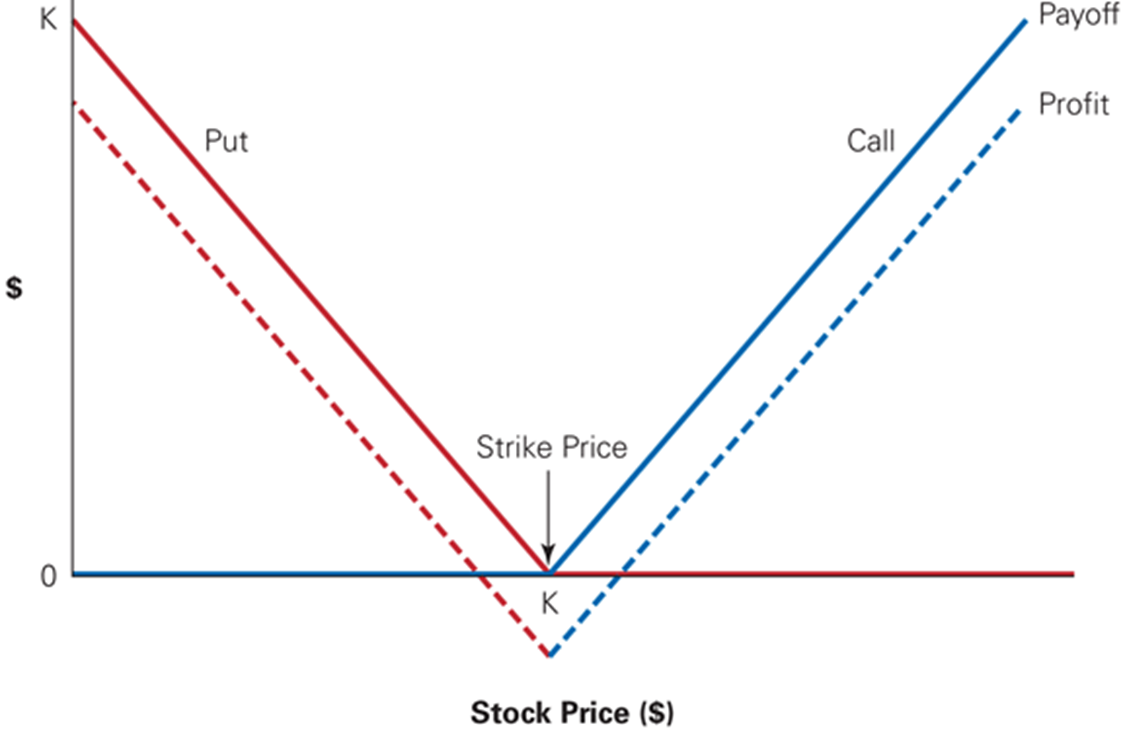 K
Payoff
Profit
Put
Call
$
Strike Price
0
K
Stock Price ($)